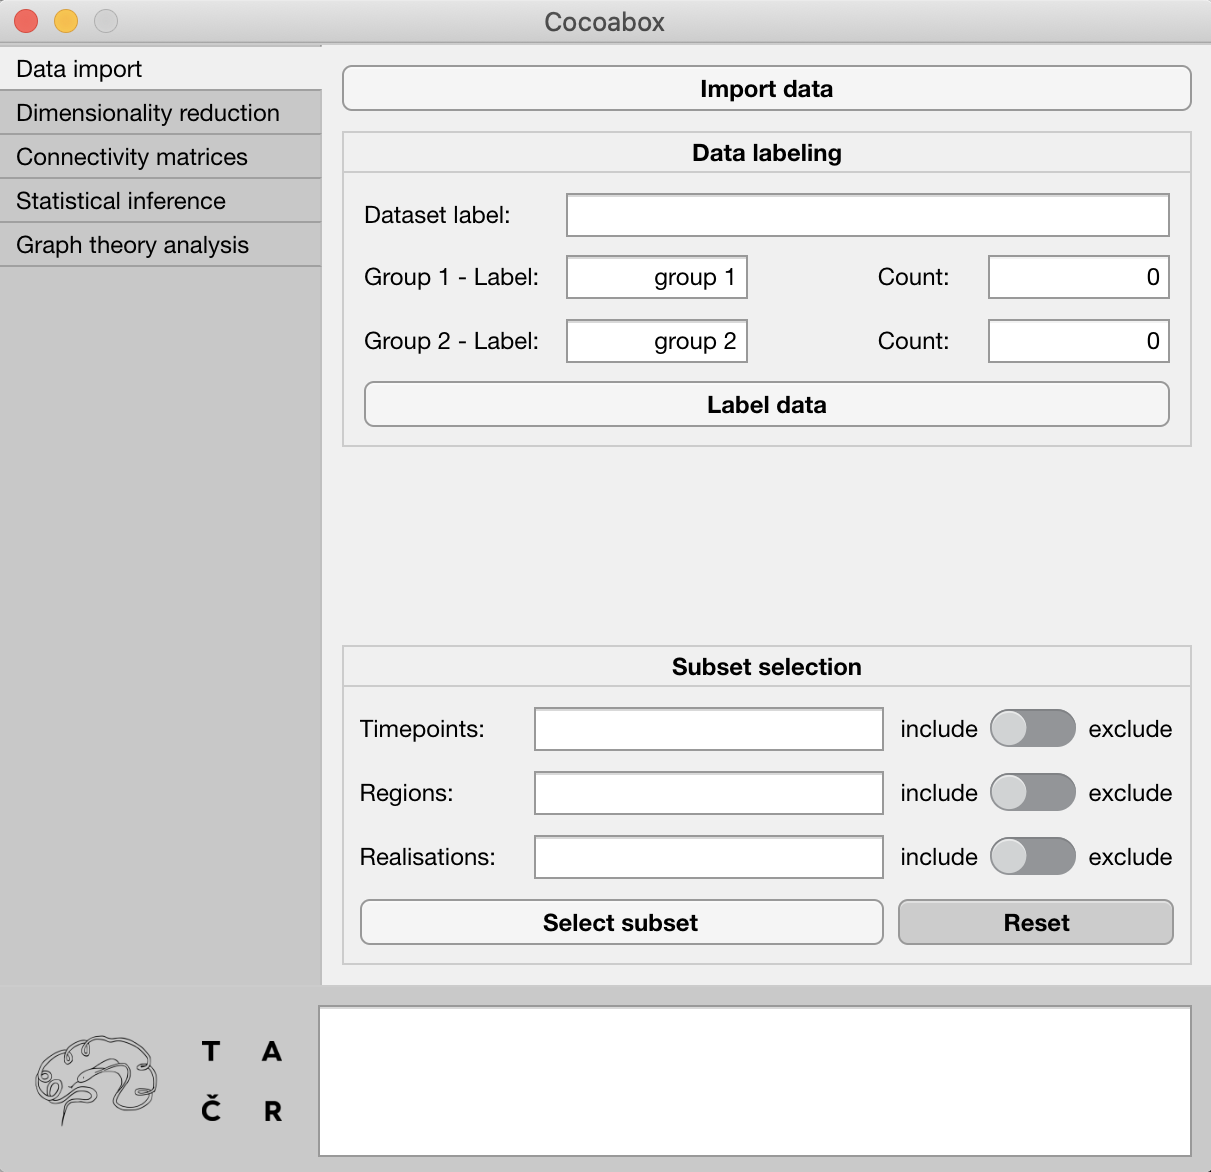 Cocoabox
Data import
Dimensionality reduction
Connectivity matrices
Statistical inference
Graph theory analysis
Import data
Data labeling
Dataset label:
Group 1 - Label: group 1 Count: 0
Group 2 - Label: group 2 Count: 0
Label data
Subset selection
Timepoints: include exclude
Regions: include exclude
Realisations: include exclude
Select subset Reset
T A
Č R